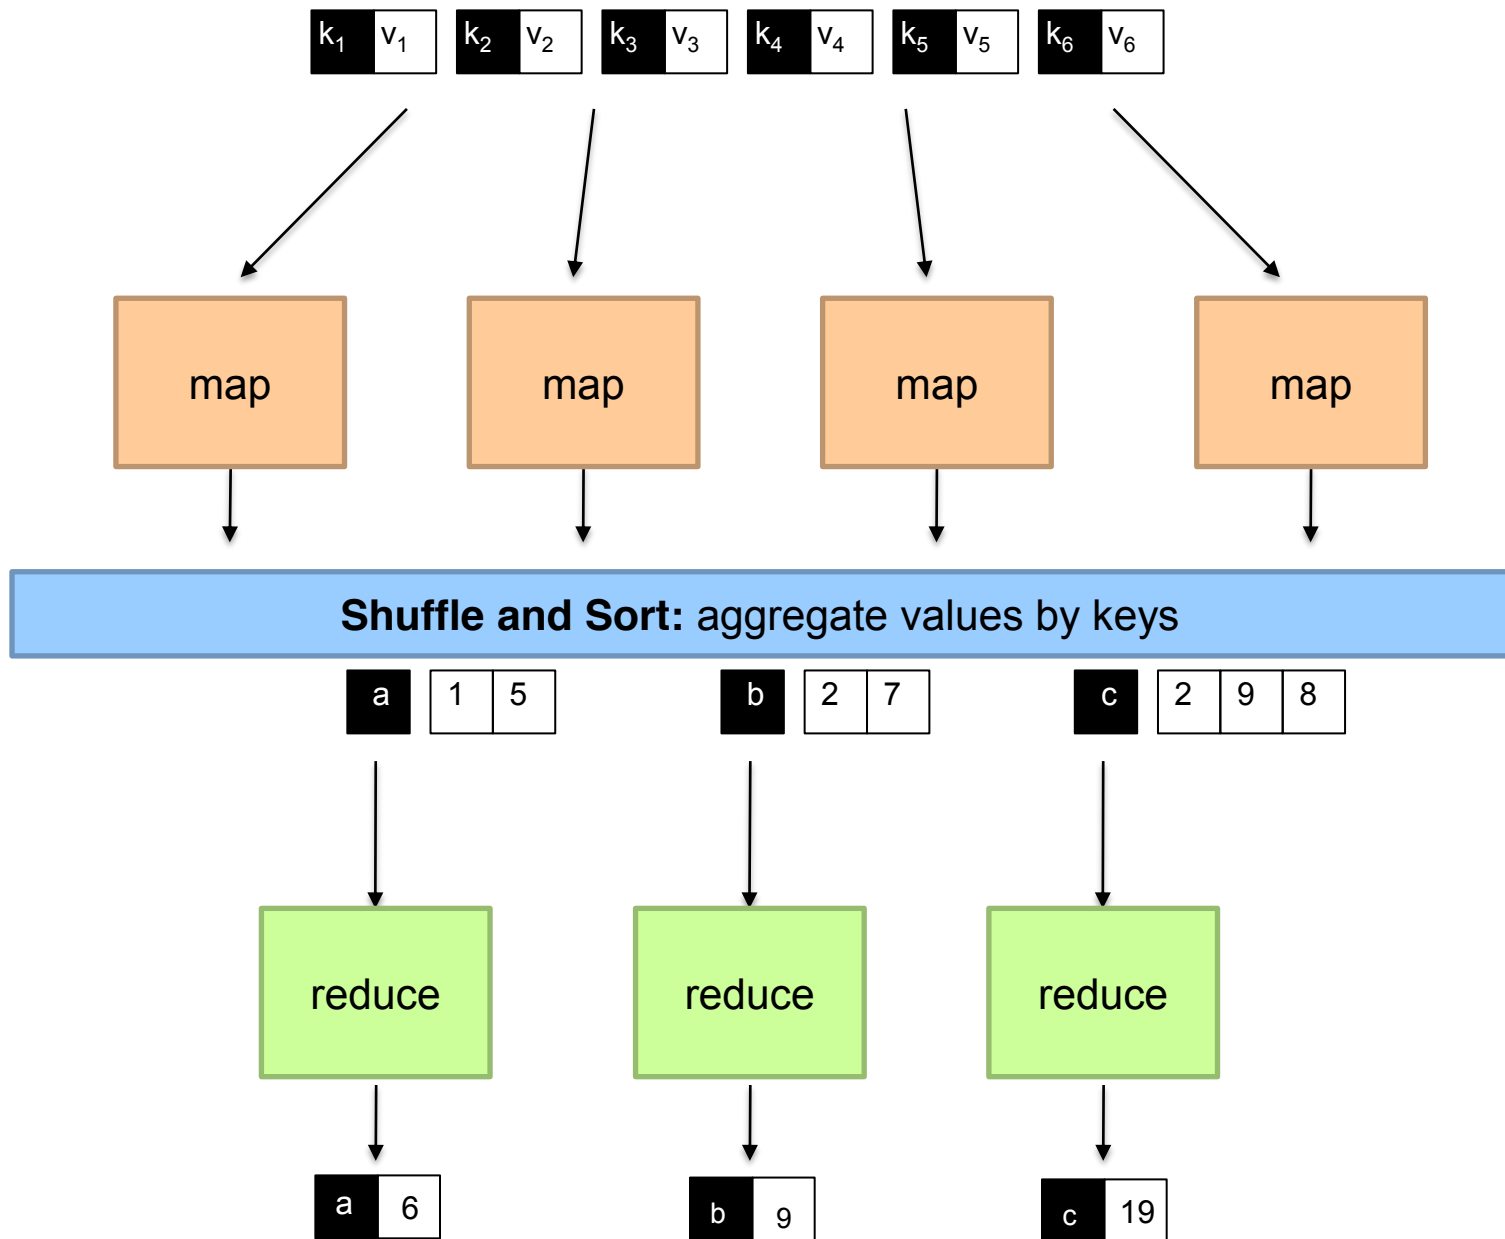 k₁ v₁ k₂ v₂ k₃ v₃ k₄ v₄ k₅ v₅ k₆ v₆
map map map map
Shuffle and Sort: aggregate values by keys
a 1 5 b 2 7 c 2 9 8
reduce reduce reduce
a 6 b 9 c 19